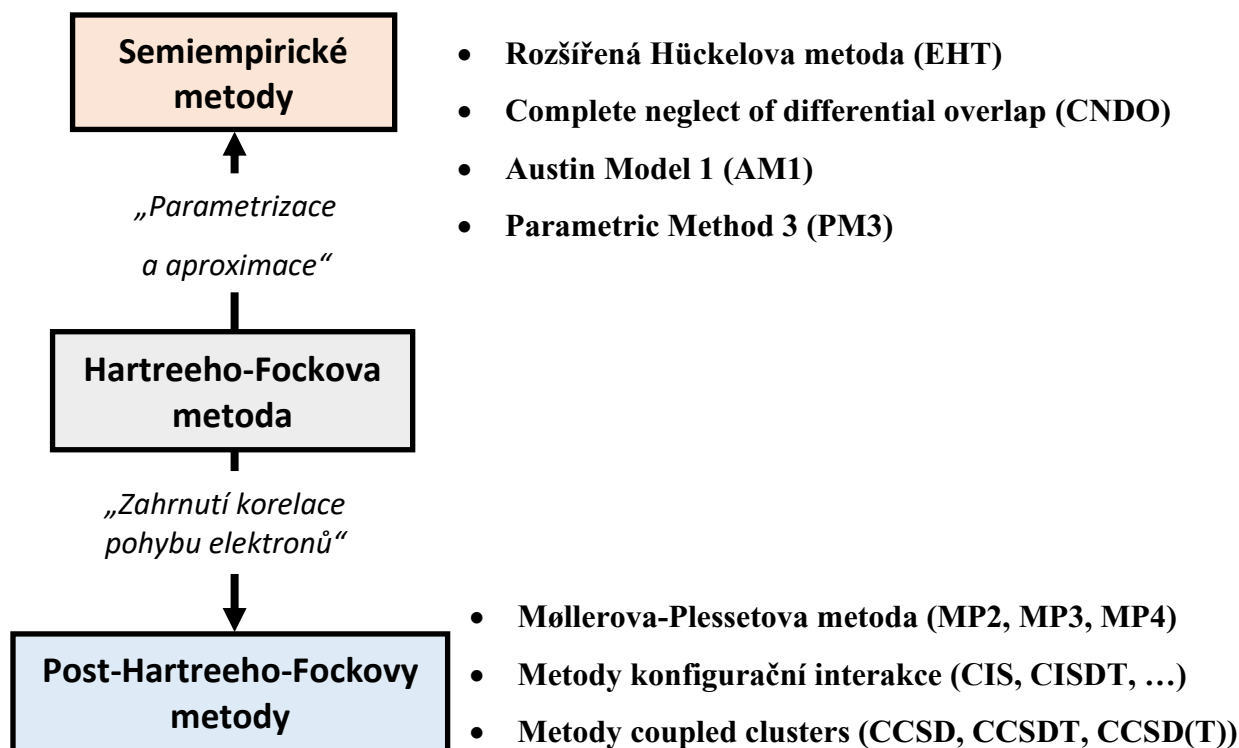 Semiempirické
metody
• Rozšířená Hückelova metoda (EHT)
• Complete neglect of differential overlap (CNDO)
• Austin Model 1 (AM1)
• Parametric Method 3 (PM3)
„Parametrizace
a aproximace“
Hartreeho-Fockova
metoda
„Zahrnutí korelace
pohybu elektronů“
Post-Hartreeho-Fockovy
metody
• Møllerova-Plessetova metoda (MP2, MP3, MP4)
• Metody konfigurační interakce (CIS, CISDT, …)
• Metody coupled clusters (CCSD, CCSDT, CCSD(T))